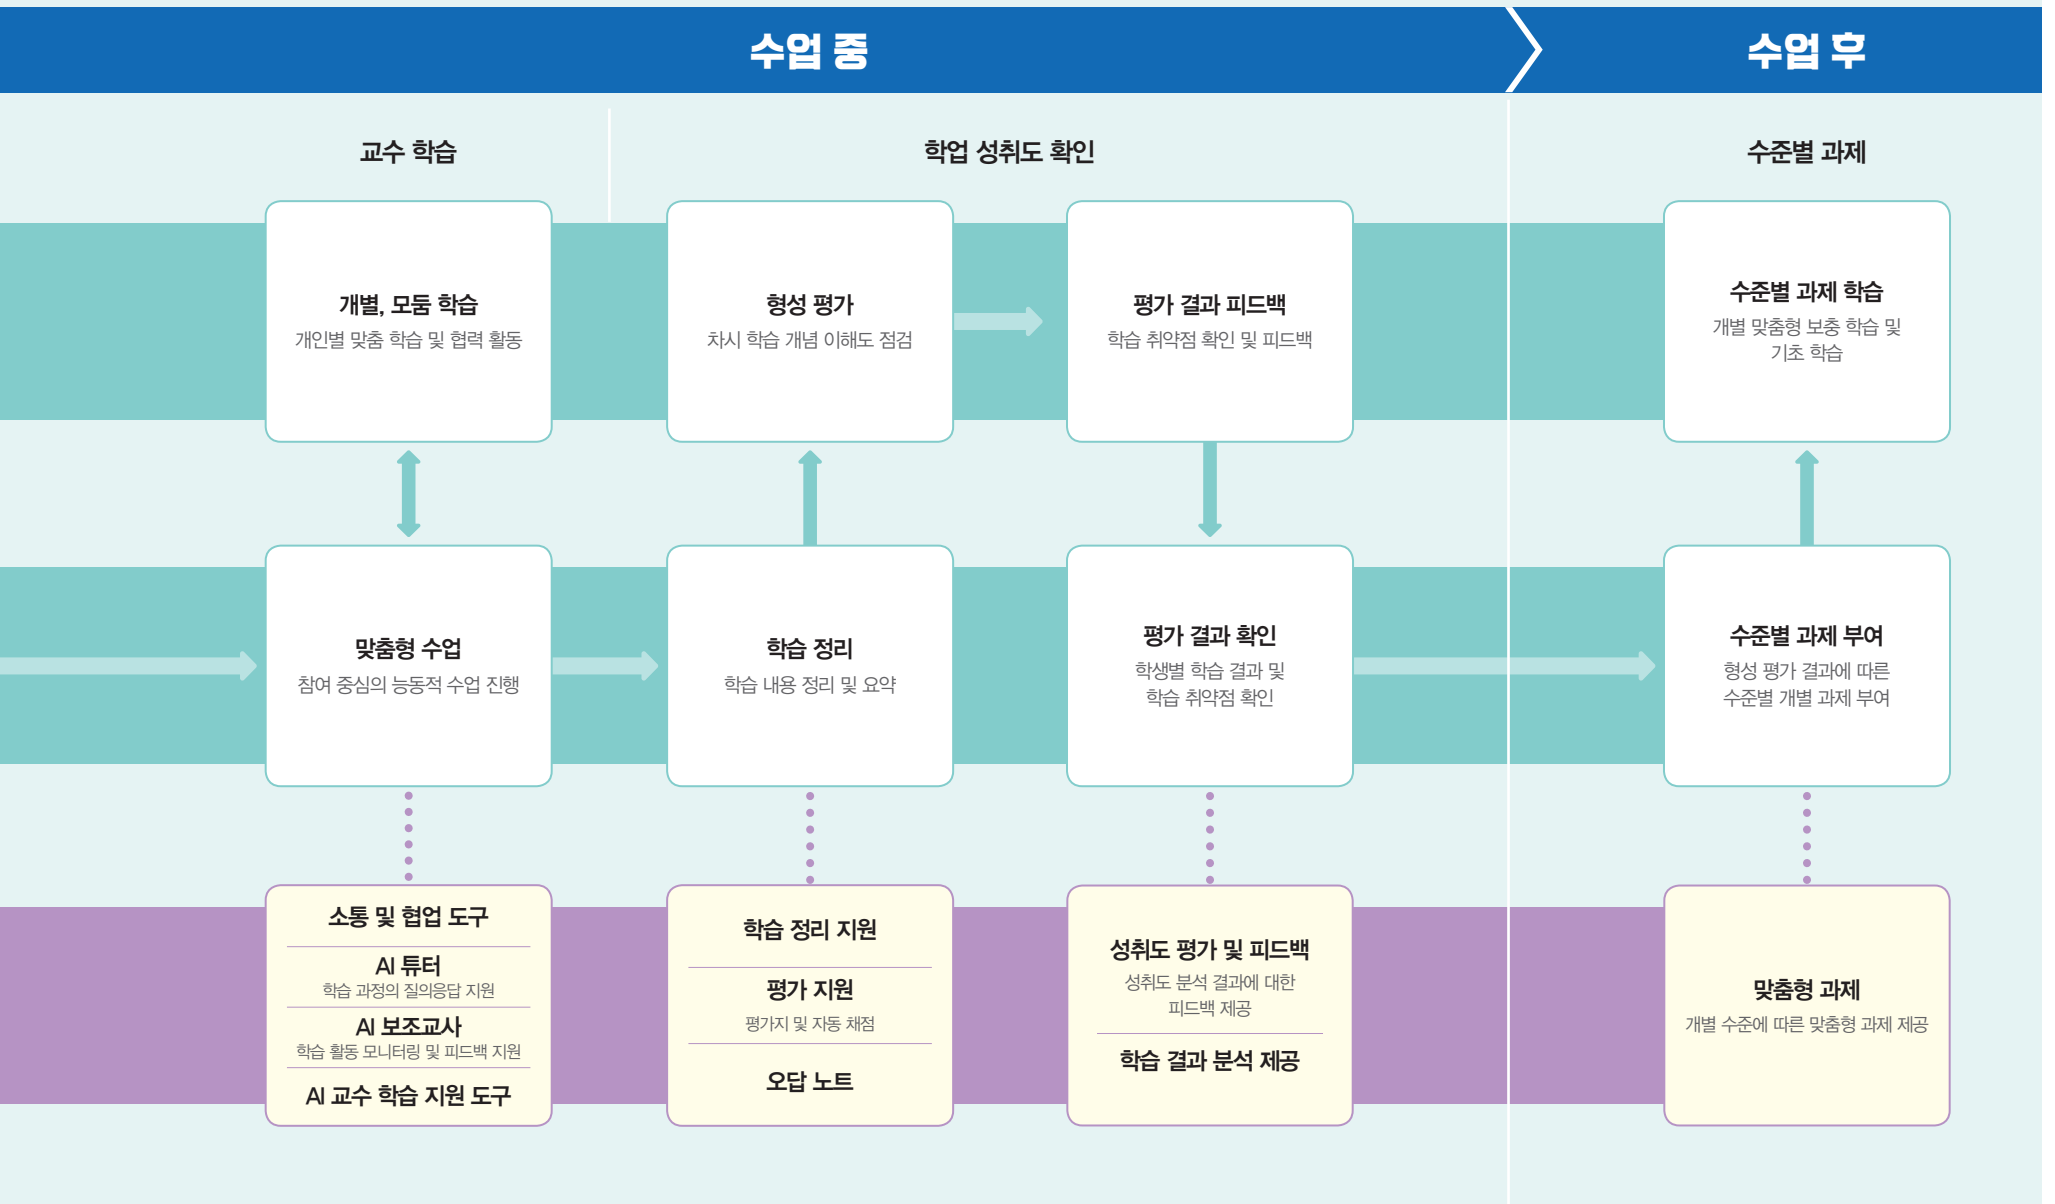 수업 중
수업 후
교수 학습
학업 성취도 확인
수준별 과제
개별, 모둠 학습
개인별 맞춤 학습 및 협력 활동
형성 평가
차시 학습 개념 이해도 점검
평가 결과 피드백
학습 취약점 확인 및 피드백
수준별 과제 학습
개별 맞춤형 보충 학습 및
기초 학습
맞춤형 수업
참여 중심의 능동적 수업 진행
학습 정리
학습 내용 정리 및 요약
평가 결과 확인
학생별 학습 결과 및
학습 취약점 확인
수준별 과제 부여
형성 평가 결과에 따른
수준별 개별 과제 부여
소통 및 협업 도구
AI 튜터
학습 과정의 질의응답 지원
AI 보조교사
학습 활동 모니터링 및 피드백 지원
AI 교수 학습 지원 도구
학습 정리 지원
평가 지원
평가지 및 자동 채점
오답 노트
성취도 평가 및 피드백
성취도 분석 결과에 대한
피드백 제공
학습 결과 분석 제공
맞춤형 과제
개별 수준에 따른 맞춤형 과제 제공